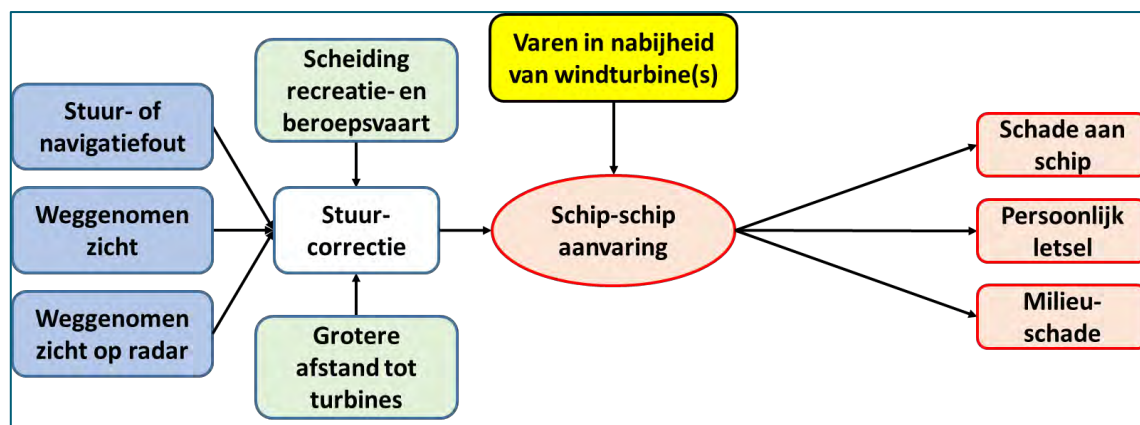 Stuur- of
navigatiefout
Weggenomen
zicht
Weggenomen
zicht op radar
Scheiding
recreatie- en
beroepsvaart
Stuur-
correctie
Grotere
afstand tot
turbines
Varen in nabijheid
van windturbine(s)
Schip-schip
aanvaring
Schade aan
schip
Persoonlijk
letsel
Milieu-
schade